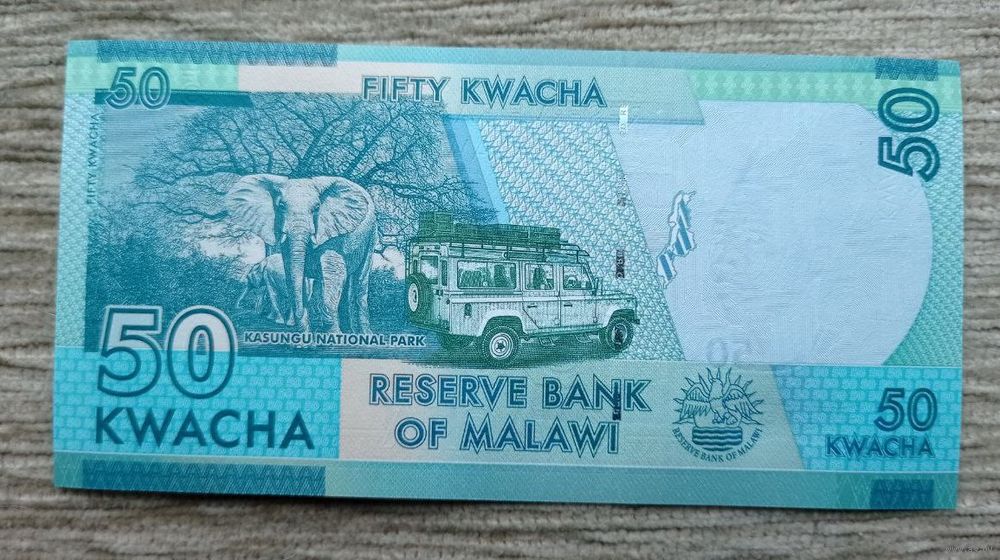 50
FIFTY KWACHA
50
FIFTY KWACHA
KASUNGU NATIONAL PARK
50
KWACHA
RESERVE BANK
OF MALAWI
RESERVE BANK OF MALAWI
50
KWACHA